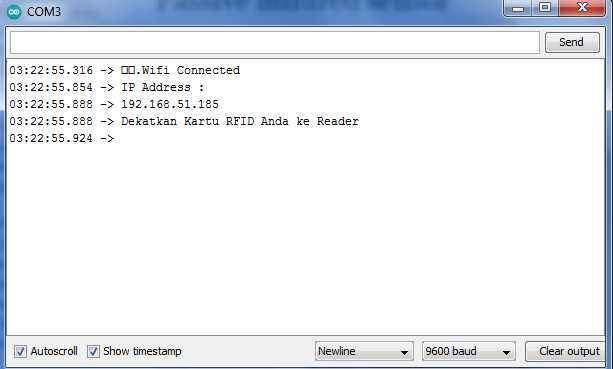 COM3
Send
03:22:55.316 -> □□.Wifi Connected
03:22:55.854 -> IP Address :
03:22:55.888 -> 192.168.51.185
03:22:55.888 -> Dekatkan Kartu RFID Anda ke Reader
03:22:55.924 ->
Autoscroll Show timestamp Newline 9600 baud Clear output